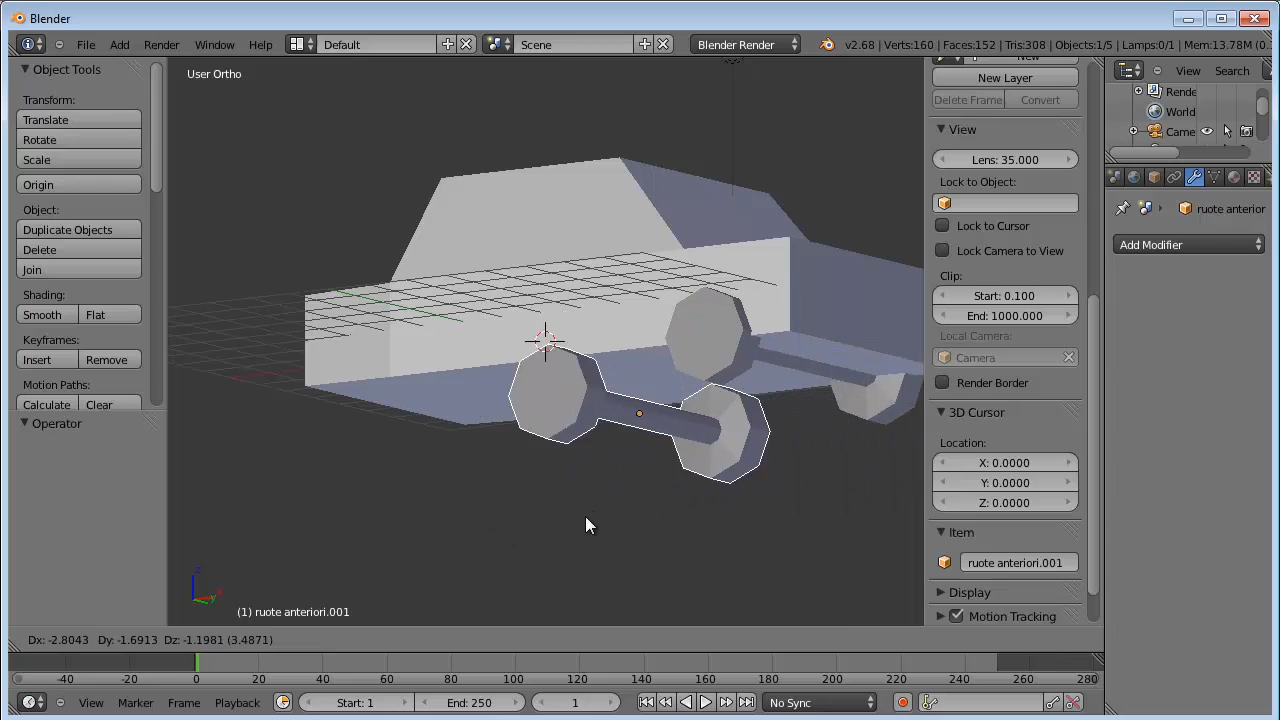 Blender
File Add Render Window Help Default Scene Blender Render v2.68 | Verts:160 | Faces:152 | Tris:308 | Objects:1/5 | Lamps:0/1 | Mem:13.78M (0.
Object Tools
Transform:
Translate
Rotate
Scale
Origin
Object:
Duplicate Objects
Delete
Join
Shading:
Smooth Flat
Keyframes:
Insert Remove
Motion Paths:
Calculate Clear
Operator
User Ortho
(1) ruote anteriori.001
Dx: -2.8043 Dy: -1.6913 Dz: -1.1981 (3.4871)
New
New Layer
Delete Frame Convert
View
Lens: 35.000
Lock to Object:
Lock to Cursor
Lock Camera to View
Clip:
Start: 0.100
End: 1000.000
Local Camera:
Camera
Render Border
3D Cursor
Location:
X: 0.0000
Y: 0.0000
Z: 0.0000
Item
ruote anteriori.001
Display
Motion Tracking
View Search
Rende
World
Came
ruote anterior
Add Modifier
-40 -20 0 20 40 60 80 100 120 140 160 180 200 220 240 260 280
View Marker Frame Playback Start: 1 End: 250 1 No Sync